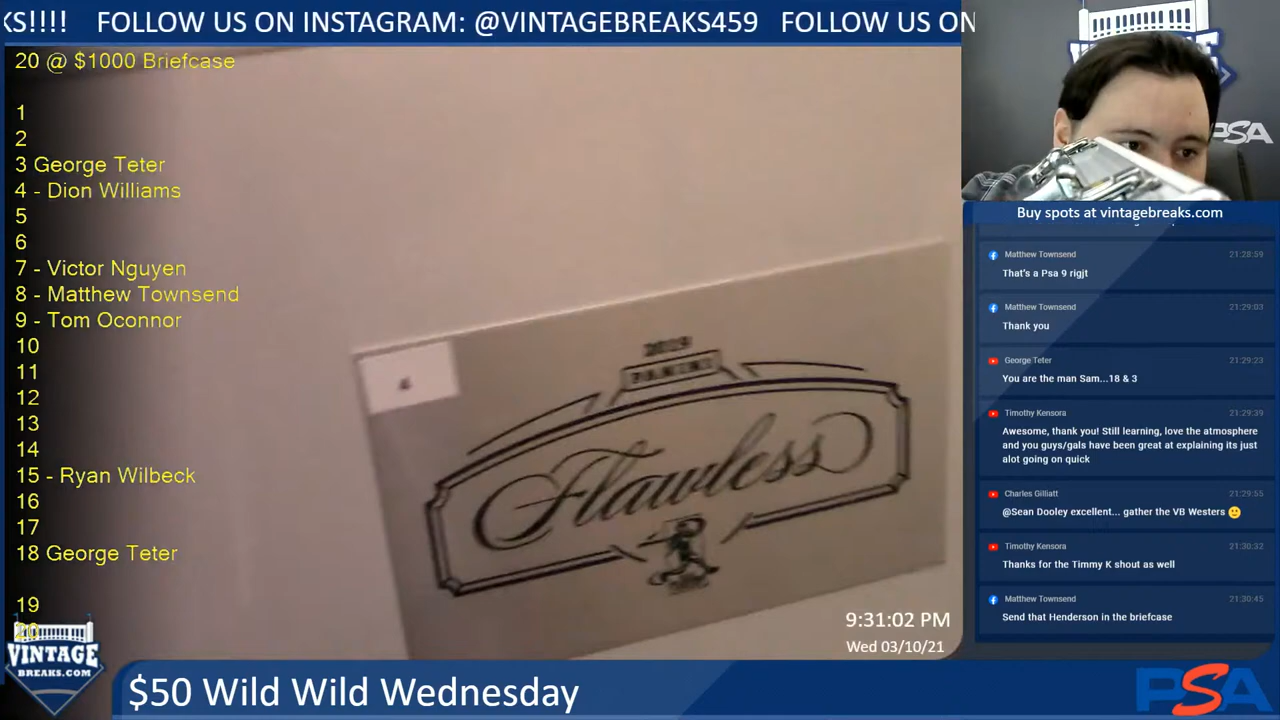 KS!!!! FOLLOW US ON INSTAGRAM: @VINTAGEBREAKS459 FOLLOW US ON
20 @ $1000 Briefcase
1
2
3 George Teter
4 - Dion Williams
5
6
7 - Victor Nguyen
8 - Matthew Townsend
9 - Tom Oconnor
10
11
12
13
14
15 - Ryan Wilbeck
16
17
18 George Teter
19
20
VINTAGE
BREAKS.COM
2019
PANINI
Flawless
9:31:02 PM
Wed 03/10/21
$50 Wild Wild Wednesday
PSA
PSA
Buy spots at vintagebreaks.com
Matthew Townsend 21:28:59
That's a Psa 9 rigjt
Matthew Townsend 21:29:03
Thank you
George Teter 21:29:23
You are the man Sam...18 & 3
Timothy Kensora 21:29:39
Awesome, thank you! Still learning, love the atmosphere
and you guys/gals have been great at explaining its just
alot going on quick
Charles Gilliatt 21:29:55
@Sean Dooley excellent... gather the VB Westers 🙂
Timothy Kensora 21:30:32
Thanks for the Timmy K shout as well
Matthew Townsend 21:30:45
Send that Henderson in the briefcase